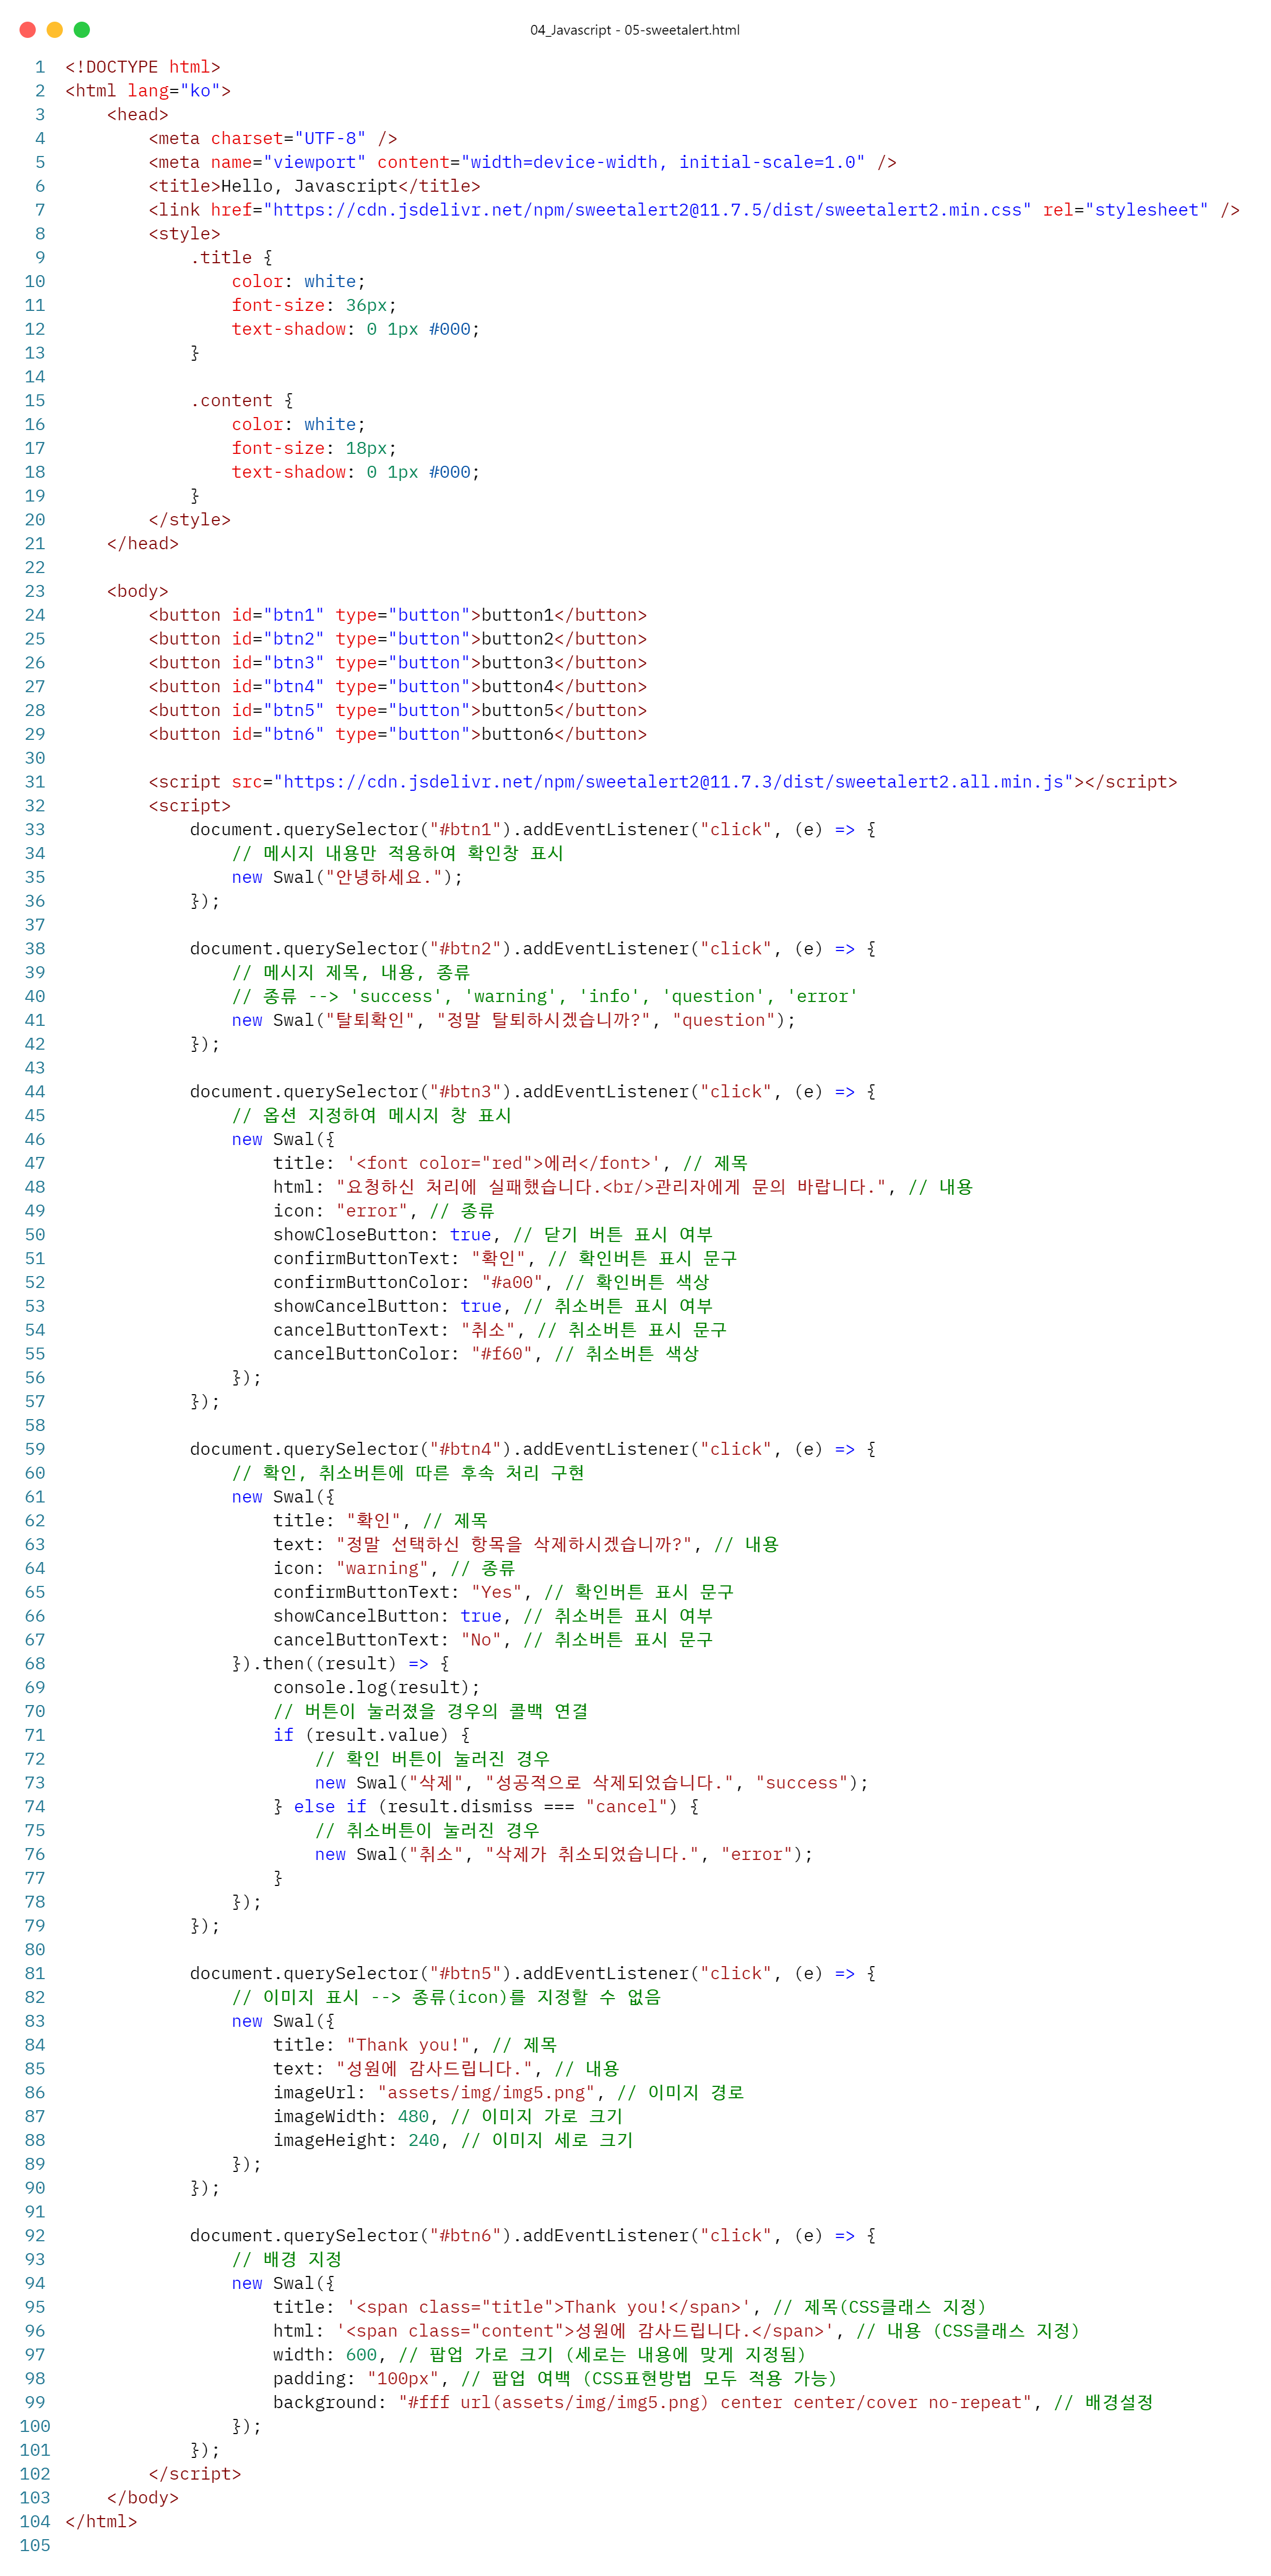 04_Javascript - 05-sweetalert.html
1 <!DOCTYPE html>
2 <html lang="ko">
3     <head>
4         <meta charset="UTF-8" />
5         <meta name="viewport" content="width=device-width, initial-scale=1.0" />
6         <title>Hello, Javascript</title>
7         <link href="https://cdn.jsdelivr.net/npm/sweetalert2@11.7.5/dist/sweetalert2.min.css" rel="stylesheet" />
8         <style>
9             .title {
10                 color: white;
11                 font-size: 36px;
12                 text-shadow: 0 1px #000;
13             }
14
15             .content {
16                 color: white;
17                 font-size: 18px;
18                 text-shadow: 0 1px #000;
19             }
20         </style>
21     </head>
22
23     <body>
24         <button id="btn1" type="button">button1</button>
25         <button id="btn2" type="button">button2</button>
26         <button id="btn3" type="button">button3</button>
27         <button id="btn4" type="button">button4</button>
28         <button id="btn5" type="button">button5</button>
29         <button id="btn6" type="button">button6</button>
30
31         <script src="https://cdn.jsdelivr.net/npm/sweetalert2@11.7.3/dist/sweetalert2.all.min.js"></script>
32         <script>
33             document.querySelector("#btn1").addEventListener("click", (e) => {
34                 // 메시지 내용만 적용하여 확인창 표시
35                 new Swal("안녕하세요.");
36             });
37
38             document.querySelector("#btn2").addEventListener("click", (e) => {
39                 // 메시지 제목, 내용, 종류
40                 // 종류 --> 'success', 'warning', 'info', 'question', 'error'
41                 new Swal("탈퇴확인", "정말 탈퇴하시겠습니까?", "question");
42             });
43
44             document.querySelector("#btn3").addEventListener("click", (e) => {
45                 // 옵션 지정하여 메시지 창 표시
46                 new Swal({
47                     title: '<font color="red">에러</font>', // 제목
48                     html: "요청하신 처리에 실패했습니다.<br/>관리자에게 문의 바랍니다.", // 내용
49                     icon: "error", // 종류
50                     showCloseButton: true, // 닫기 버튼 표시 여부
51                     confirmButtonText: "확인", // 확인버튼 표시 문구
52                     confirmButtonColor: "#a00", // 확인버튼 색상
53                     showCancelButton: true, // 취소버튼 표시 여부
54                     cancelButtonText: "취소", // 취소버튼 표시 문구
55                     cancelButtonColor: "#f60", // 취소버튼 색상
56                 });
57             });
58
59             document.querySelector("#btn4").addEventListener("click", (e) => {
60                 // 확인, 취소버튼에 따른 후속 처리 구현
61                 new Swal({
62                     title: "확인", // 제목
63                     text: "정말 선택하신 항목을 삭제하시겠습니까?", // 내용
64                     icon: "warning", // 종류
65                     confirmButtonText: "Yes", // 확인버튼 표시 문구
66                     showCancelButton: true, // 취소버튼 표시 여부
67                     cancelButtonText: "No", // 취소버튼 표시 문구
68                 }).then((result) => {
69                     console.log(result);
70                     // 버튼이 눌러졌을 경우의 콜백 연결
71                     if (result.value) {
72                         // 확인 버튼이 눌러진 경우
73                         new Swal("삭제", "성공적으로 삭제되었습니다.", "success");
74                     } else if (result.dismiss === "cancel") {
75                         // 취소버튼이 눌러진 경우
76                         new Swal("취소", "삭제가 취소되었습니다.", "error");
77                     }
78                 });
79             });
80
81             document.querySelector("#btn5").addEventListener("click", (e) => {
82                 // 이미지 표시 --> 종류(icon)를 지정할 수 없음
83                 new Swal({
84                     title: "Thank you!", // 제목
85                     text: "성원에 감사드립니다.", // 내용
86                     imageUrl: "assets/img/img5.png", // 이미지 경로
87                     imageWidth: 480, // 이미지 가로 크기
88                     imageHeight: 240, // 이미지 세로 크기
89                 });
90             });
91
92             document.querySelector("#btn6").addEventListener("click", (e) => {
93                 // 배경 지정
94                 new Swal({
95                     title: '<span class="title">Thank you!</span>', // 제목(CSS클래스 지정)
96                     html: '<span class="content">성원에 감사드립니다.</span>', // 내용 (CSS클래스 지정)
97                     width: 600, // 팝업 가로 크기 (세로는 내용에 맞게 지정됨)
98                     padding: "100px", // 팝업 여백 (CSS표현방법 모두 적용 가능)
99                     background: "#fff url(assets/img/img5.png) center center/cover no-repeat", // 배경설정
100                 });
101             });
102         </script>
103     </body>
104 </html>
105